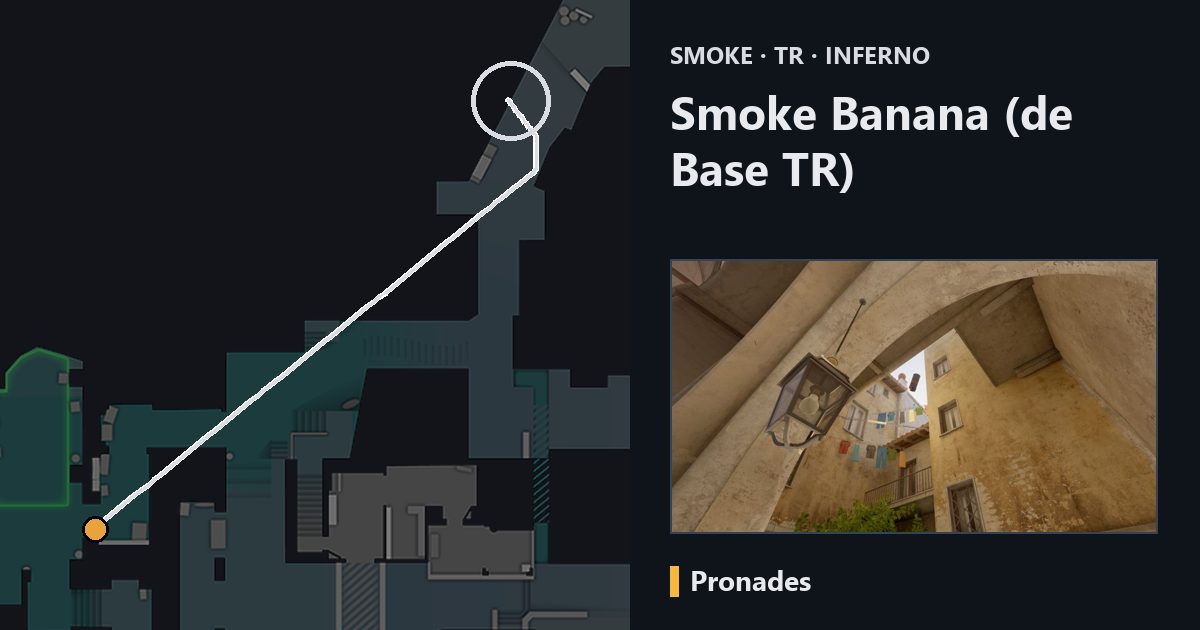 SMOKE · TR · INFERNO
Smoke Banana (de
Base TR)
Pronades